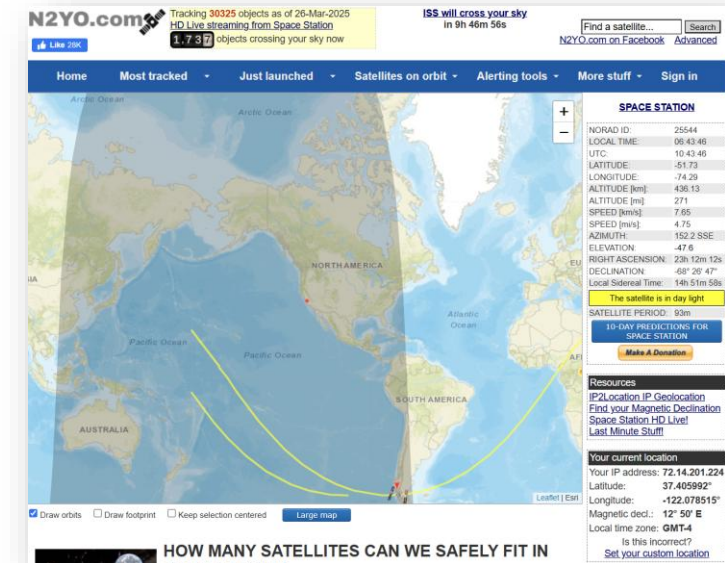 N2YO.com
Like 28K
Tracking 30325 objects as of 26-Mar-2025
HD Live streaming from Space Station
1,737 objects crossing your sky now
ISS will cross your sky
in 9h 46m 56s
Find a satellite... Search
N2YO.com on Facebook Advanced
Home Most tracked Just launched Satellites on orbit Alerting tools More stuff Sign in
Arctic Ocean
Arctic Ocean
+
−
NORTH AMERICA
EU
IA
Atlantic
Ocean
Pacific Ocean
Pacific Ocean
AF
SOUTH AMERICA
AUSTRALIA
Leaflet | Esri
Draw orbits Draw footprint Keep selection centered Large map
HOW MANY SATELLITES CAN WE SAFELY FIT IN
SPACE STATION
NORAD ID: 25544
LOCAL TIME: 06:43:46
UTC: 10:43:46
LATITUDE: -51.73
LONGITUDE: -74.29
ALTITUDE [km]: 436.13
ALTITUDE [mi]: 271
SPEED [km/s]: 7.65
SPEED [mi/s]: 4.75
AZIMUTH: 152.2 SSE
ELEVATION: -47.6
RIGHT ASCENSION: 23h 12m 12s
DECLINATION: -68° 26' 47"
Local Sidereal Time: 14h 51m 58s
The satellite is in day light
SATELLITE PERIOD: 93m
10-DAY PREDICTIONS FOR
SPACE STATION
Make A Donation
Resources
IP2Location IP Geolocation
Find your Magnetic Declination
Space Station HD Live!
Last Minute Stuff!
Your current location
Your IP address: 72.14.201.224
Latitude: 37.405992°
Longitude: -122.078515°
Magnetic decl.: 12° 50' E
Local time zone: GMT-4
Is this incorrect?
Set your custom location